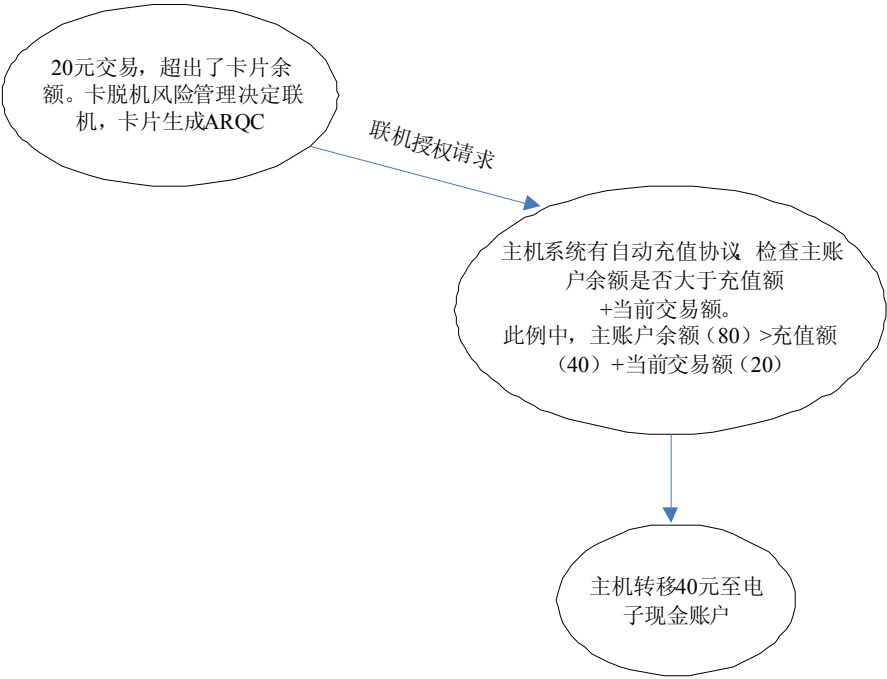 20元交易，超出了卡片余
额。卡脱机风险管理决定联
机，卡片生成ARQC
联机授权请求
主机系统有自动充值协议，检查主账
户余额是否大于充值额
+当前交易额。
此例中，主账户余额（80）>充值额
（40）+当前交易额（20）
主机转移40元至电
子现金账户